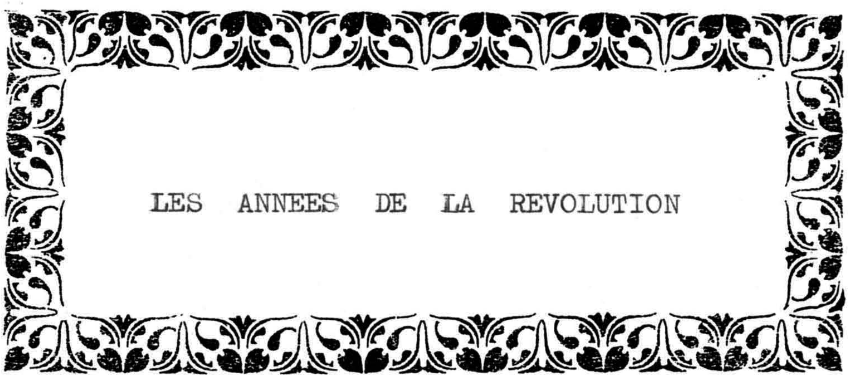 LES ANNEES DE LA REVOLUTION